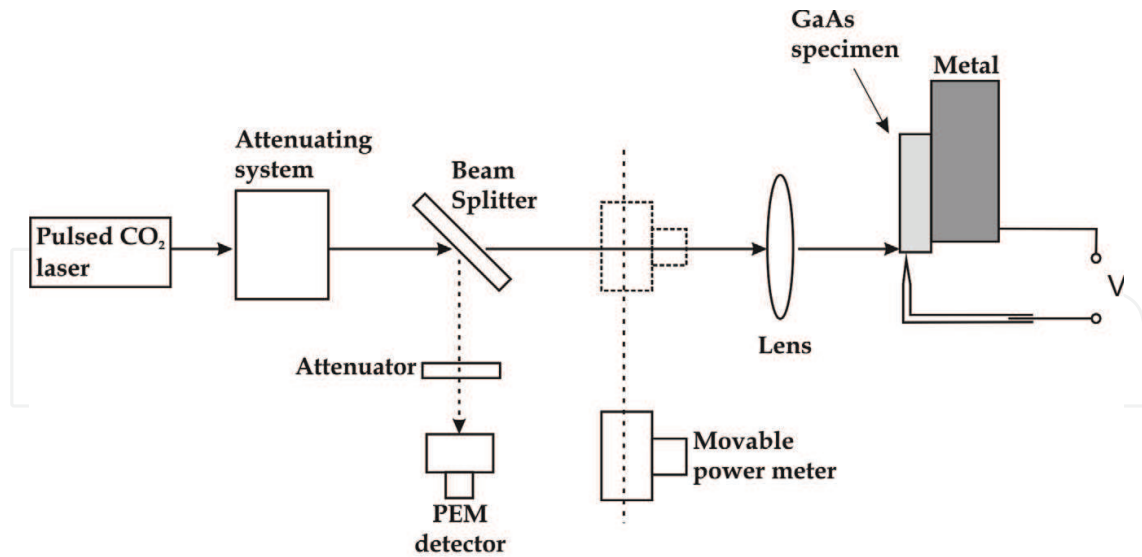 GaAs
specimen
Metal
Attenuating
system
Beam
Splitter
Pulsed CO₂
laser
V
Lens
Attenuator
Movable
power meter
PEM
detector